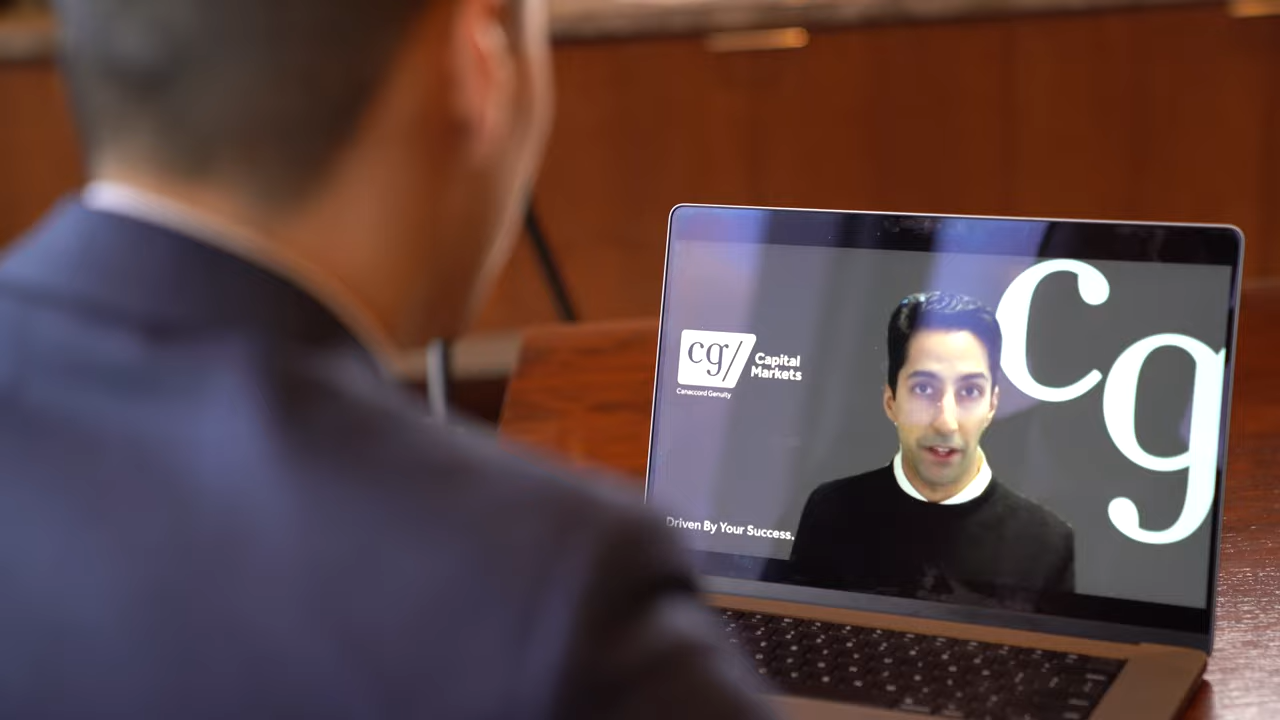 cg/
Capital
Markets
Canaccord Genuity
Driven By Your Success.
cg